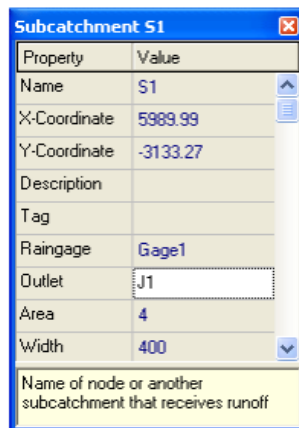 Subcatchment S1
Property Value
Name S1
X-Coordinate 5989.99
Y-Coordinate -3133.27
Description
Tag
Raingage Gage1
Outlet J1
Area 4
Width 400
Name of node or another
subcatchment that receives runoff